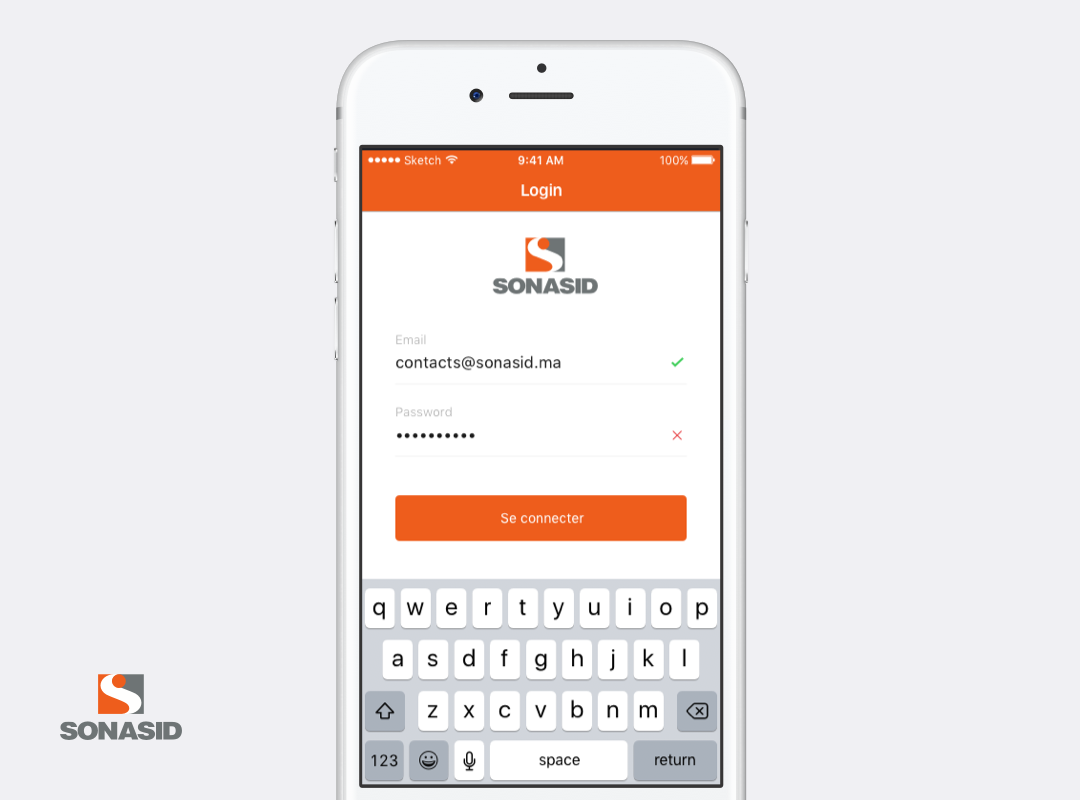 Sketch 9:41 AM 100%
Login
SONASID
Email
contacts@sonasid.ma
Password
••••••••••
Se connecter
q w e r t y u i o p
a s d f g h j k l
z x c v b n m
123 space return
SONASID